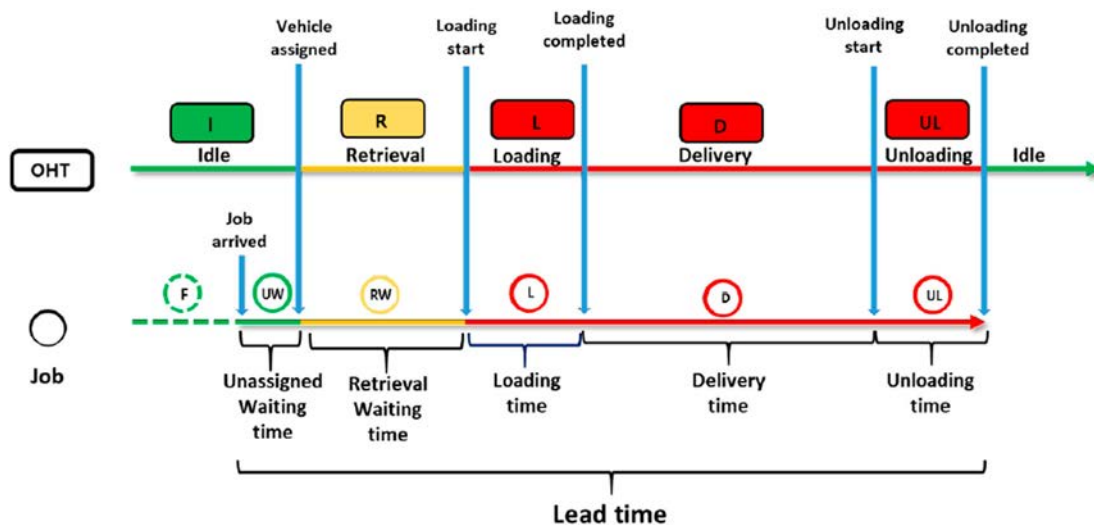 Vehicle
assigned
Loading
start
Loading
completed
Unloading
start
Unloading
completed
I
R
L
D
UL
OHT
Idle
Retrieval
Loading
Delivery
Unloading
Idle
Job
arrived
F
UW
RW
L
D
UL
Job
Unassigned
Waiting
time
Retrieval
Waiting
time
Loading
time
Delivery
time
Unloading
time
Lead time